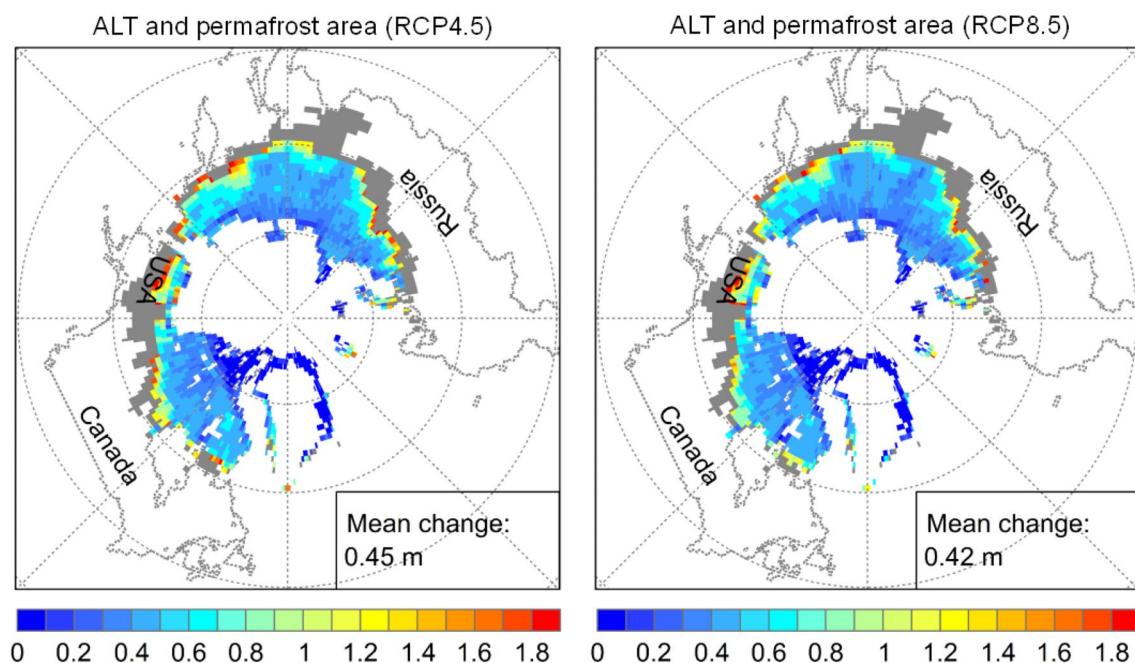 ALT and permafrost area (RCP4.5)
Russia
USA
Canada
Mean change:
0.45 m
0 0.2 0.4 0.6 0.8 1 1.2 1.4 1.6 1.8
ALT and permafrost area (RCP8.5)
Russia
USA
Canada
Mean change:
0.42 m
0 0.2 0.4 0.6 0.8 1 1.2 1.4 1.6 1.8